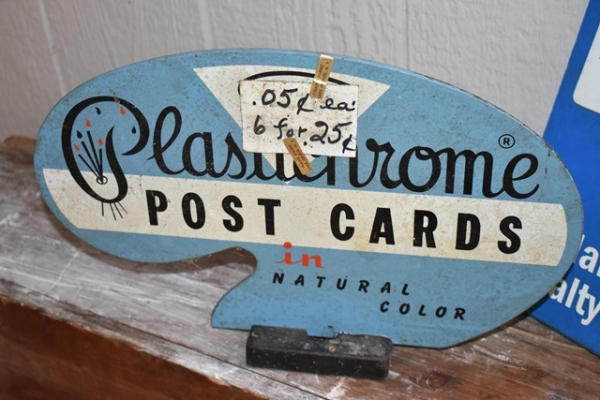 .05¢ ea.
6 for .25¢
Plastichrome®
POST CARDS
in
NATURAL
COLOR